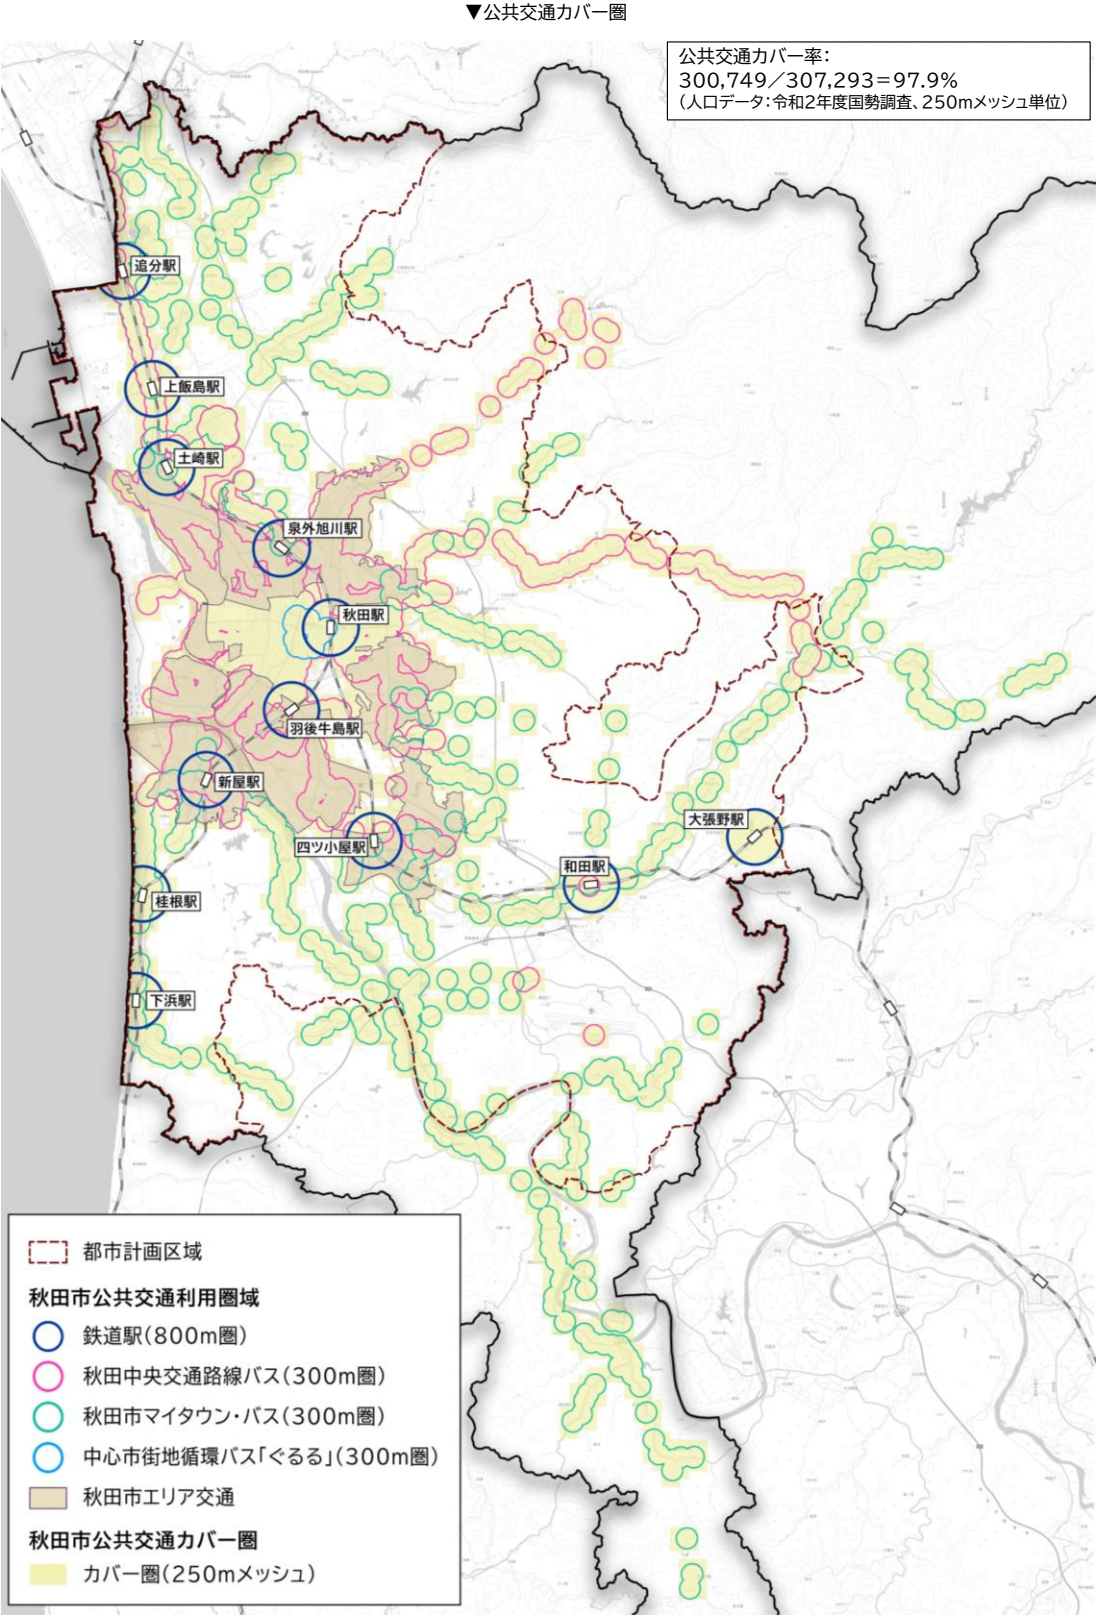 ▼公共交通カバー圏
公共交通カバー率：
300,749／307,293＝97.9%
（人口データ：令和2年度国勢調査、250mメッシュ単位）
追分駅
上飯島駅
土崎駅
泉外旭川駅
秋田駅
羽後牛島駅
新屋駅
四ツ小屋駅
大張野駅
和田駅
桂根駅
下浜駅
都市計画区域
秋田市公共交通利用圏域
鉄道駅（800m圏）
秋田中央交通路線バス（300m圏）
秋田市マイタウン・バス（300m圏）
中心市街地循環バス「ぐるる」（300m圏）
秋田市エリア交通
秋田市公共交通カバー圏
カバー圏（250mメッシュ）